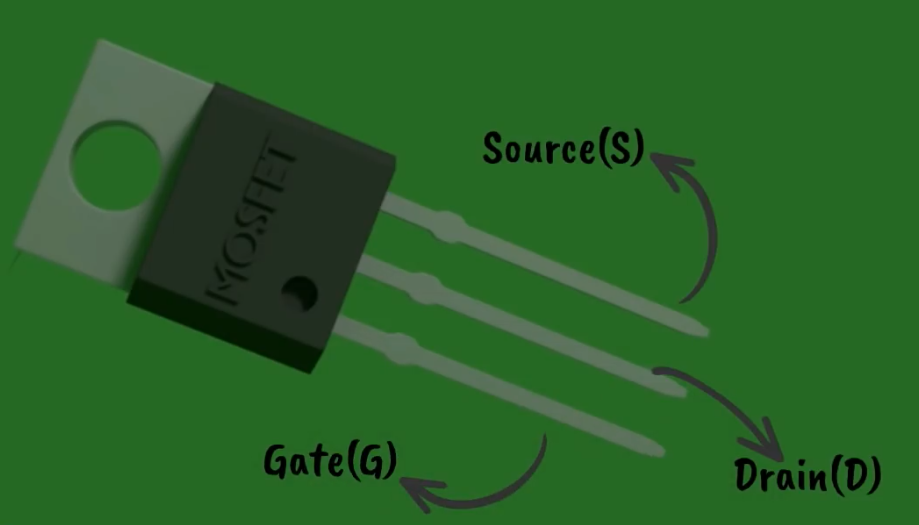 Source(S)
MOSFET
Gate(G)
Drain(D)